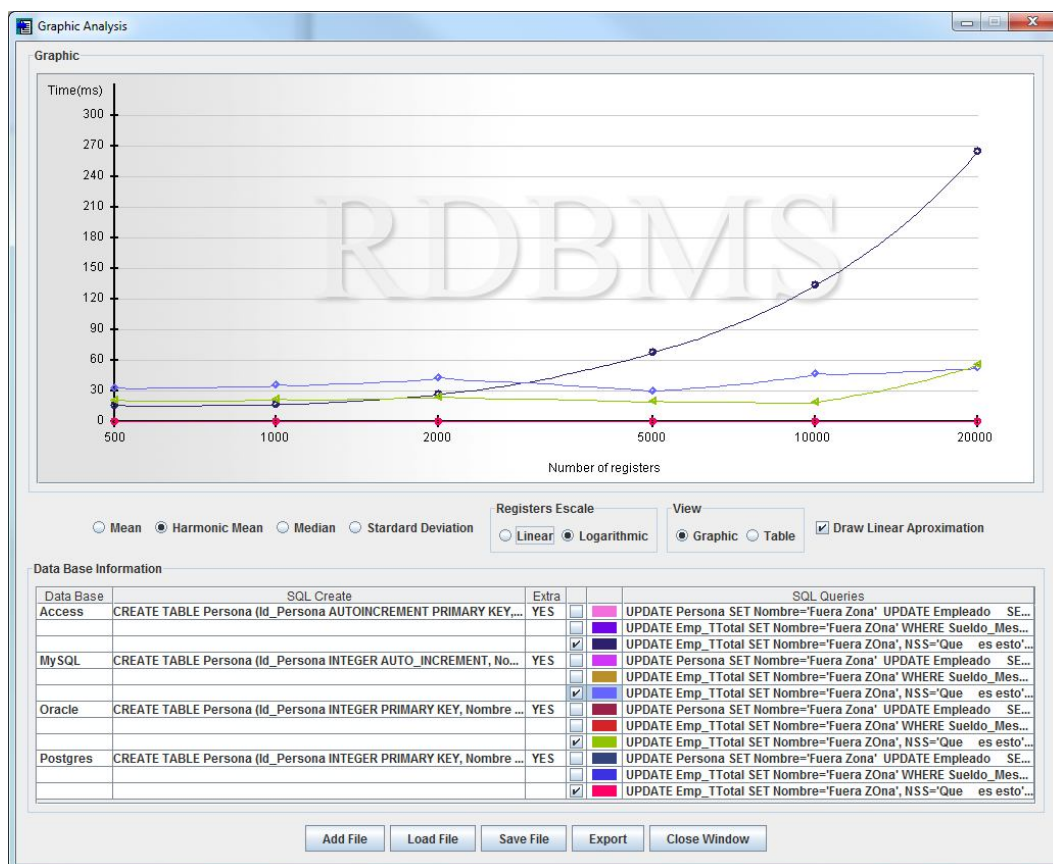 Graphic Analysis
Graphic
Time(ms)
300
270
240
210
180
150
120
90
60
30
0
RDBMS
500 1000 2000 5000 10000 20000
Number of registers
Mean Harmonic Mean Median Stardard Deviation
Registers Escale
Linear Logarithmic
View
Graphic Table
Draw Linear Aproximation
Data Base Information
Data Base SQL Create Extra SQL Queries
Access CREATE TABLE Persona (Id_Persona AUTOINCREMENT PRIMARY KEY,... YES UPDATE Persona SET Nombre='Fuera Zona' UPDATE Empleado SE...
UPDATE Emp_TTotal SET Nombre='Fuera ZOna' WHERE Sueldo_Mes...
UPDATE Emp_TTotal SET Nombre='Fuera ZOna', NSS='Que es esto'...
MySQL CREATE TABLE Persona (Id_Persona INTEGER AUTO_INCREMENT, No... YES UPDATE Persona SET Nombre='Fuera Zona' UPDATE Empleado SE...
UPDATE Emp_TTotal SET Nombre='Fuera ZOna' WHERE Sueldo_Mes...
UPDATE Emp_TTotal SET Nombre='Fuera ZOna', NSS='Que es esto'...
Oracle CREATE TABLE Persona (Id_Persona INTEGER PRIMARY KEY, Nombre ... YES UPDATE Persona SET Nombre='Fuera Zona' UPDATE Empleado SE...
UPDATE Emp_TTotal SET Nombre='Fuera ZOna' WHERE Sueldo_Mes...
UPDATE Emp_TTotal SET Nombre='Fuera ZOna', NSS='Que es esto'...
Postgres CREATE TABLE Persona (Id_Persona INTEGER PRIMARY KEY, Nombre ... YES UPDATE Persona SET Nombre='Fuera Zona' UPDATE Empleado SE...
UPDATE Emp_TTotal SET Nombre='Fuera ZOna' WHERE Sueldo_Mes...
UPDATE Emp_TTotal SET Nombre='Fuera ZOna', NSS='Que es esto'...
Add File Load File Save File Export Close Window